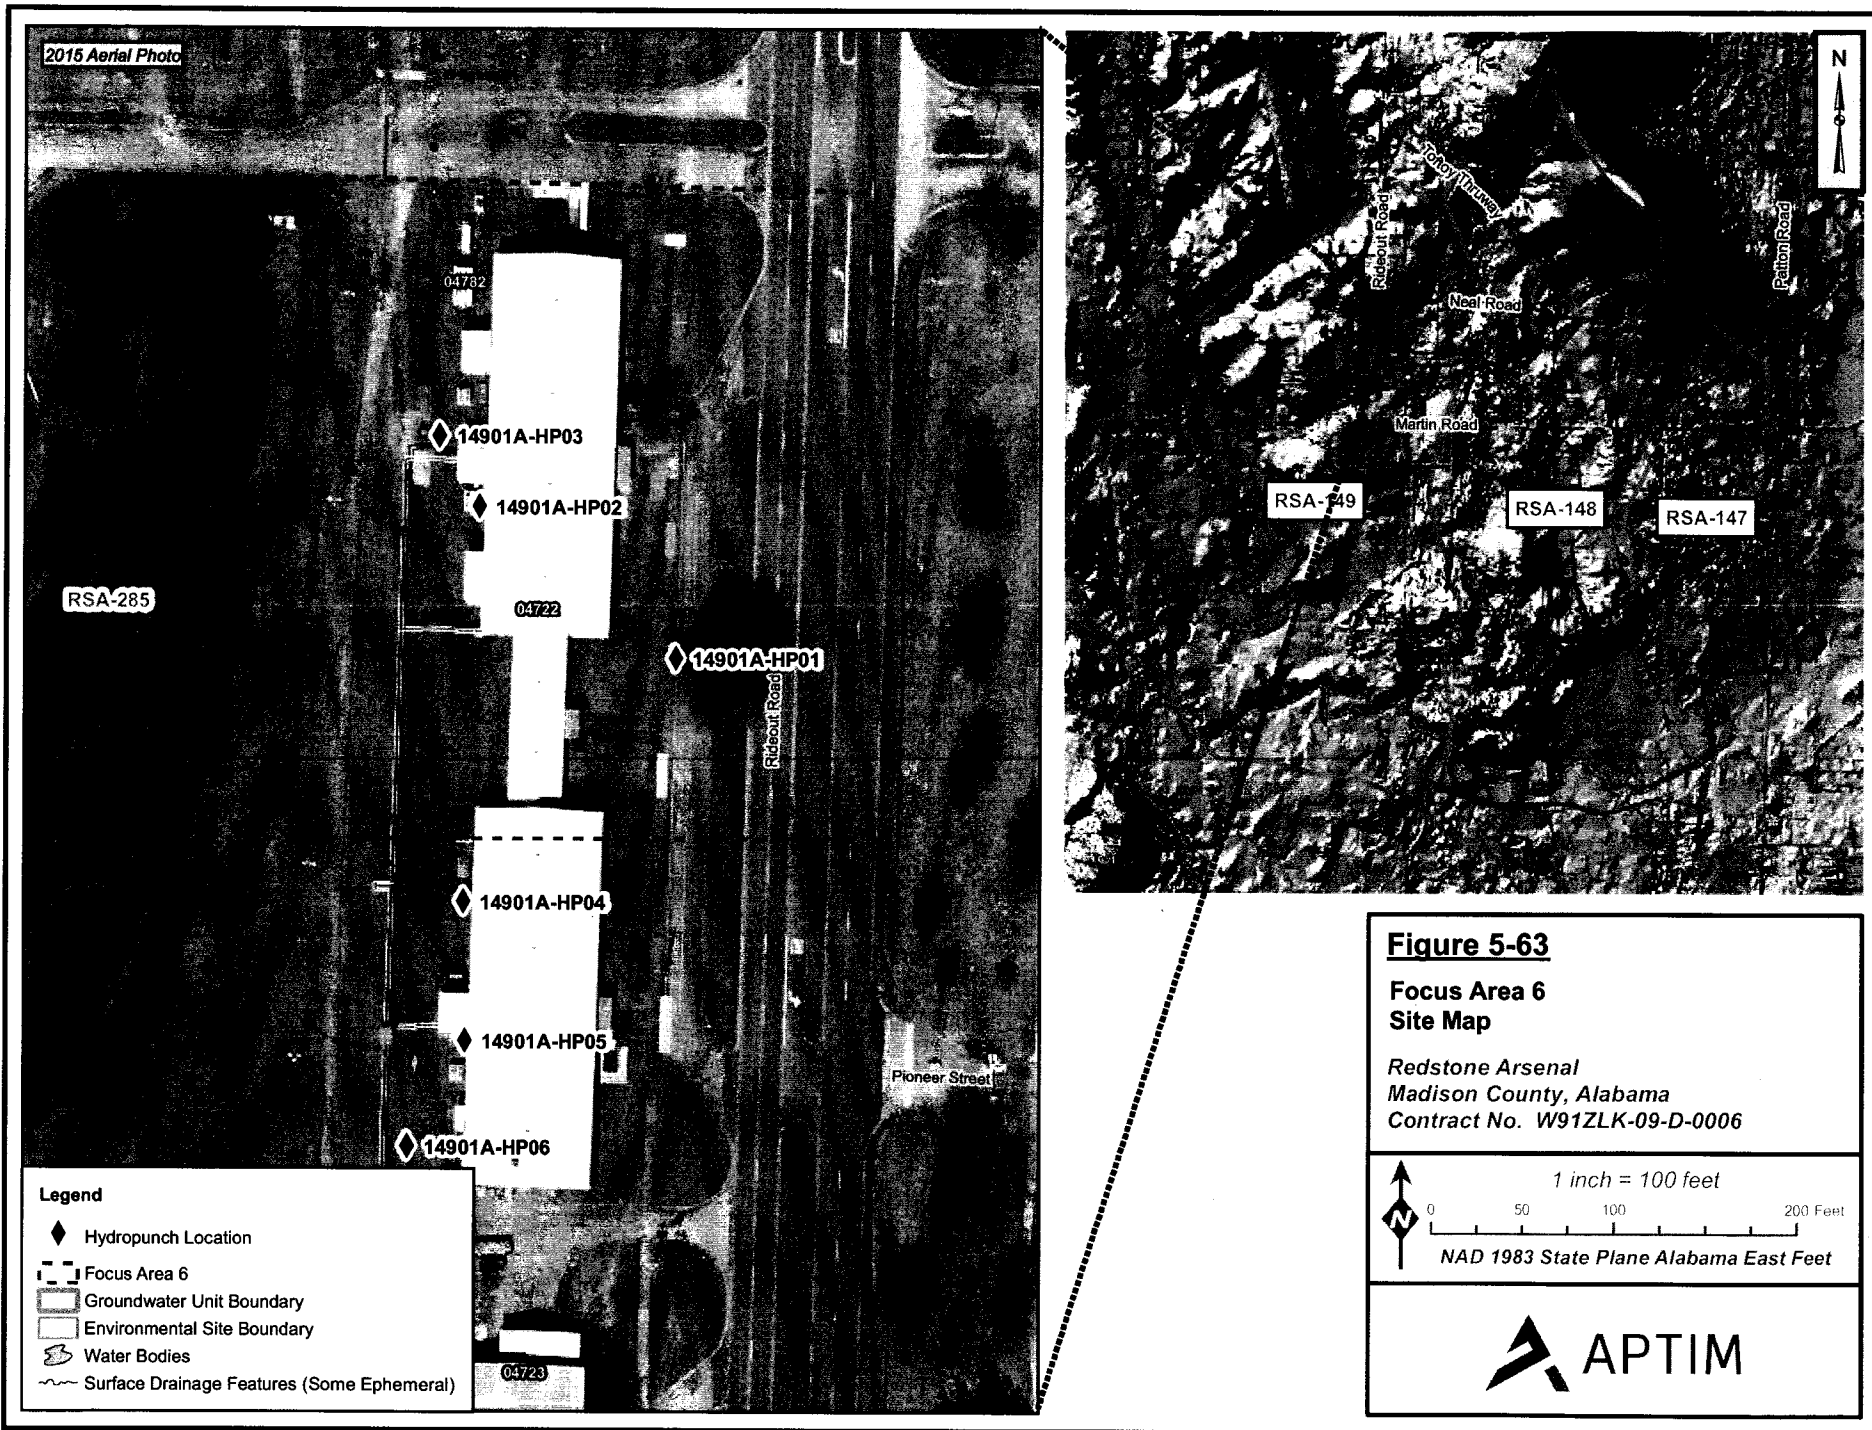 2015 Aerial Photo
04782
14901A-HP03
14901A-HP02
RSA-285
04722
14901A-HP01
Rideout Road
14901A-HP04
14901A-HP05
Pioneer Street
14901A-HP06
04723
Legend
Hydropunch Location
Focus Area 6
Groundwater Unit Boundary
Environmental Site Boundary
Water Bodies
Surface Drainage Features (Some Ephemeral)
N
Toftoy Thruway
Rideout Road
Patton Road
Neal Road
Martin Road
RSA-149
RSA-148
RSA-147
Figure 5-63
Focus Area 6
Site Map
Redstone Arsenal
Madison County, Alabama
Contract No. W91ZLK-09-D-0006
1 inch = 100 feet
N
0 50 100 200 Feet
NAD 1983 State Plane Alabama East Feet
APTIM